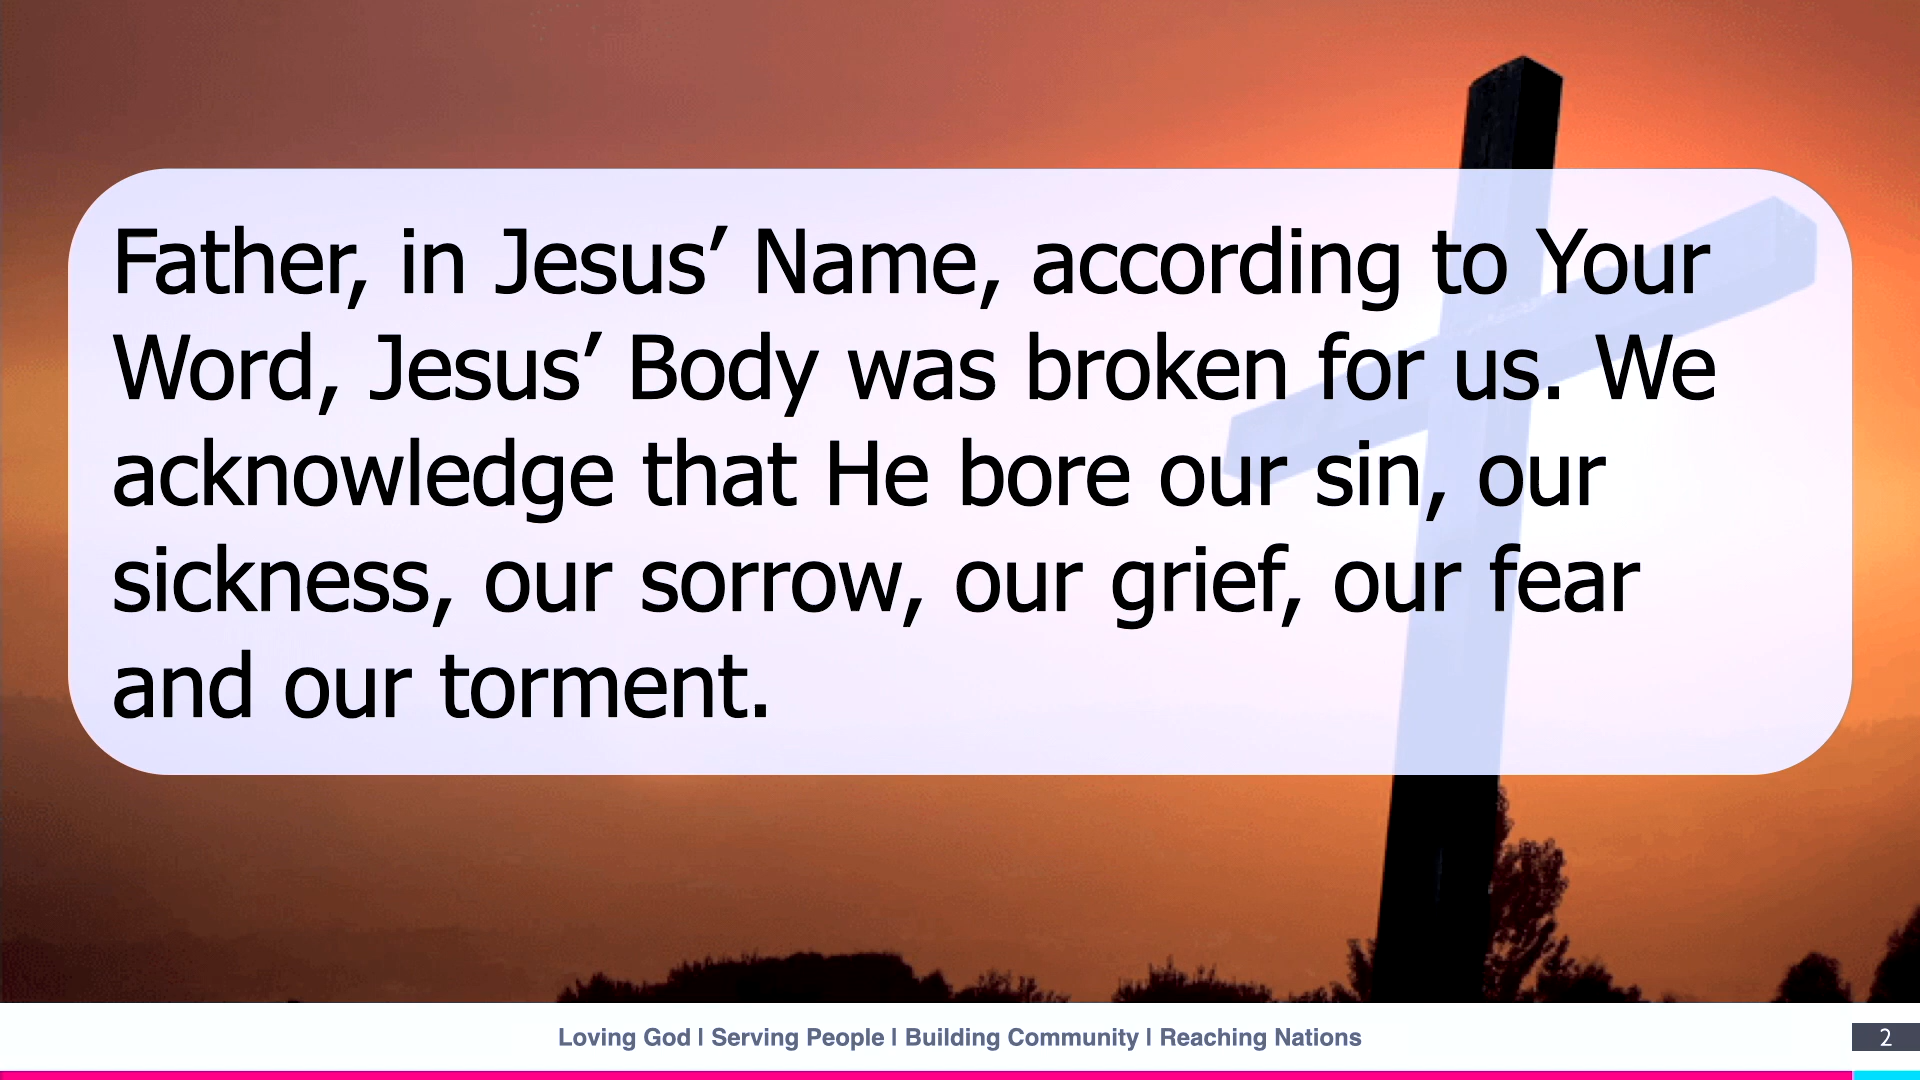 Father, in Jesus’ Name, according to Your
Word, Jesus’ Body was broken for us. We
acknowledge that He bore our sin, our
sickness, our sorrow, our grief, our fear
and our torment.
Loving God | Serving People | Building Community | Reaching Nations
2